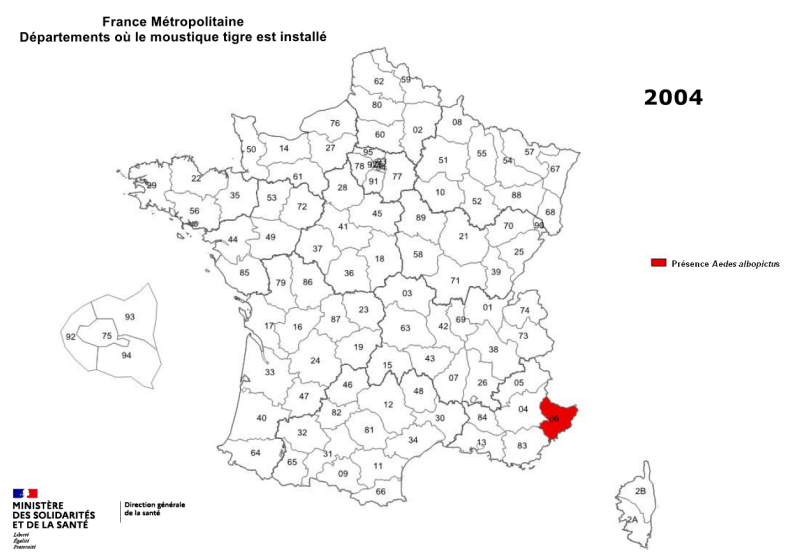 France Métropolitaine
Départements où le moustique tigre est installé
2004
62 59
80
76 02 08
60
50 14 27 95 51 55 54 57 67
78 77
61 91
22 29 35 53 28 10 52 88 68
56 72 45 89 70 90
41 21 25
44 49 37 18 58 39
85 79 86 36 71
03 01 74
17 16 87 23 63 42 69 73
24 19 43 38
33 15 07 26 05
47 46 48 04
40 82 12 30 84 06
32 81 34 13 83
64 65 31 11
09
66
93
92 75
94
2B
2A
Présence Aedes albopictus
MINISTÈRE
DES SOLIDARITÉS
ET DE LA SANTÉ
Liberté
Égalité
Fraternité
Direction générale
de la santé